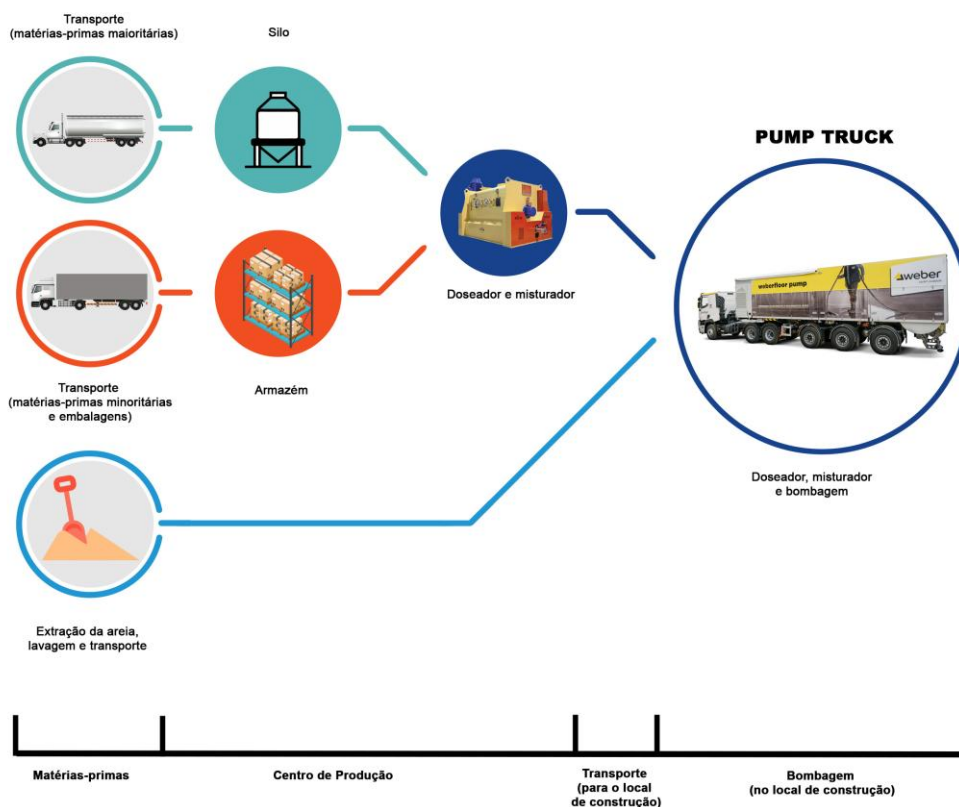 Transporte
(matérias-primas maioritárias)
Silo
PUMP TRUCK
Doseador e misturador
weberfloor pump
weber
Transporte
(matérias-primas minoritárias
e embalagens)
Armazém
Doseador, misturador
e bombagem
Extração da areia,
lavagem e transporte
Matérias-primas
Centro de Produção
Transporte
(para o local
de construção)
Bombagem
(no local de construção)